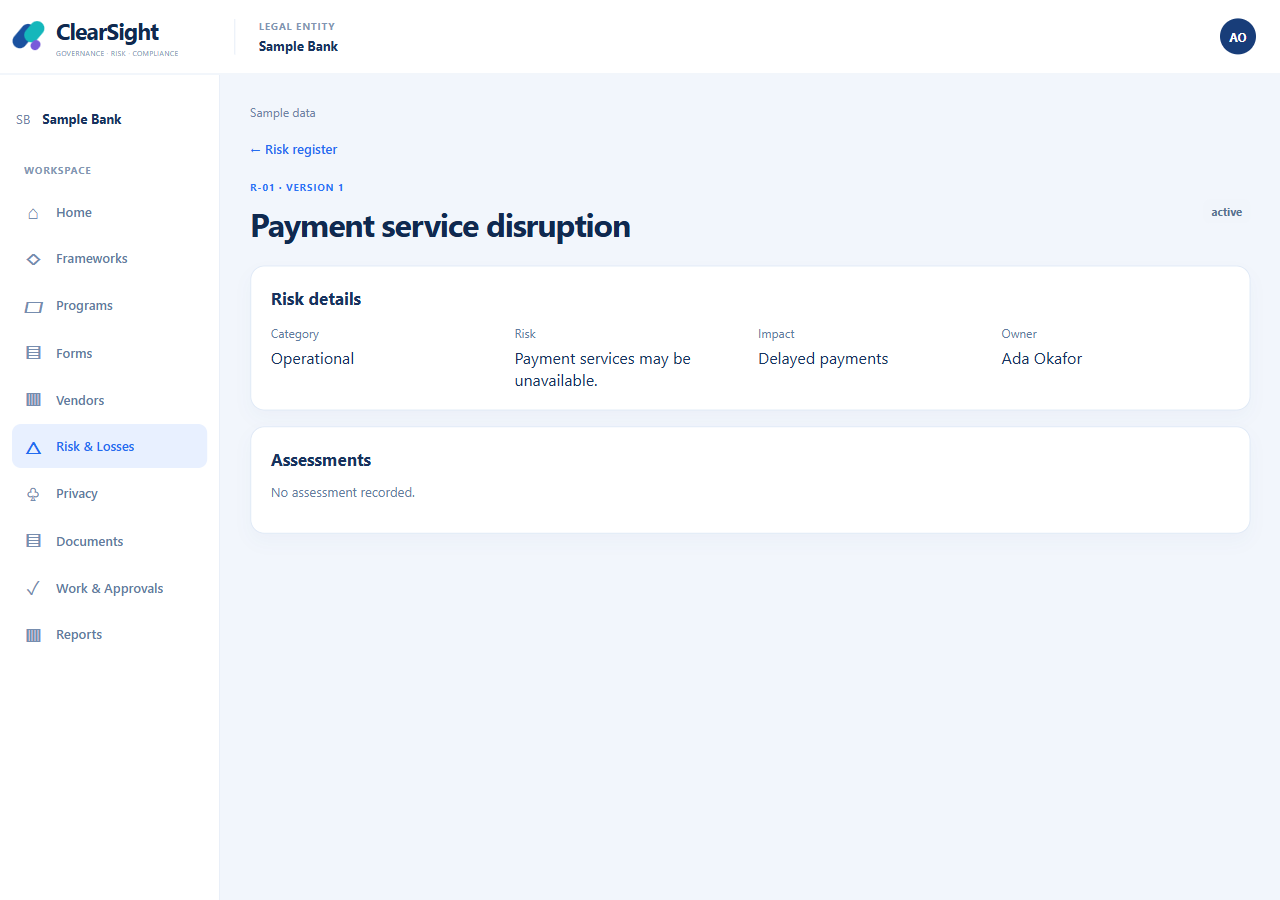 ClearSight
GOVERNANCE · RISK · COMPLIANCE
LEGAL ENTITY
Sample Bank
AO
SB Sample Bank
WORKSPACE
Home
Frameworks
Programs
Forms
Vendors
Risk & Losses
Privacy
Documents
Work & Approvals
Reports
Sample data
← Risk register
R-01 · VERSION 1
Payment service disruption
active
Risk details
Category
Operational
Risk
Payment services may be
unavailable.
Impact
Delayed payments
Owner
Ada Okafor
Assessments
No assessment recorded.